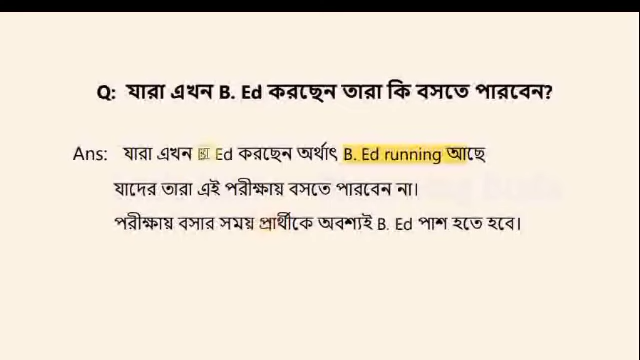 Q: যারা এখন B. Ed করছেন তারা কি বসতে পারবেন?
Ans: যারা এখন Ed করছেন অর্থাৎ B. Ed running আছে
যাদের তারা এই পরীক্ষায় বসতে পারবেন না।
পরীক্ষায় বসার সময় প্রার্থীকে অবশ্যই B. Ed পাশ হতে হবে।